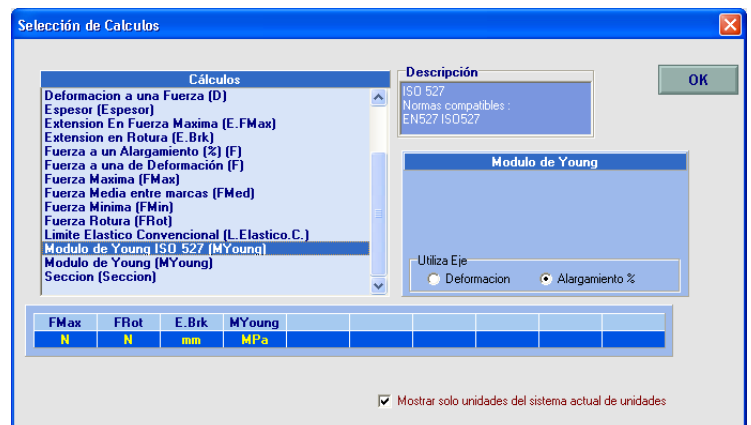 Selección de Calculos
Cálculos
Deformacion a una Fuerza (D)
Espesor (Espesor)
Extension En Fuerza Maxima (E.FMax)
Extension en Rotura (E.Brk)
Fuerza a un Alargamiento (%) (F)
Fuerza a una de Deformación (F)
Fuerza Maxima (FMax)
Fuerza Media entre marcas (FMed)
Fuerza Minima (FMin)
Fuerza Rotura (FRot)
Limite Elastico Convencional (L.Elastico.C.)
Modulo de Young ISO 527 (MYoung)
Modulo de Young (MYoung)
Seccion (Seccion)
Descripción
ISO 527
Normas compatibles :
EN527 ISO527
OK
Modulo de Young
Utiliza Eje
Deformacion Alargamiento %
FMax FRot E.Brk MYoung
N N mm MPa
Mostrar solo unidades del sistema actual de unidades